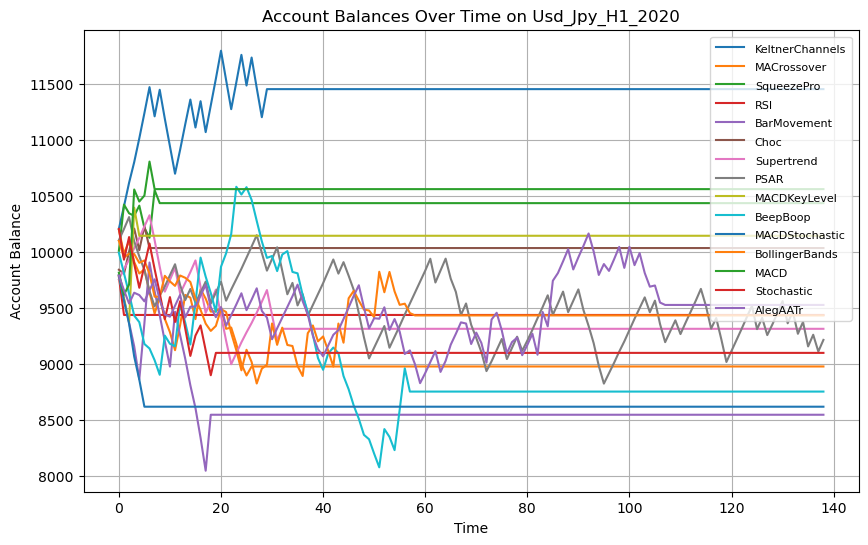 Account Balances Over Time on Usd_Jpy_H1_2020
KeltnerChannels
MACrossover
SqueezePro
RSI
BarMovement
Choc
Supertrend
PSAR
MACDKeyLevel
BeepBoop
MACDStochastic
BollingerBands
MACD
Stochastic
AlegAATr
11500
11000
10500
10000
9500
9000
8500
8000
Account Balance
0 20 40 60 80 100 120 140
Time